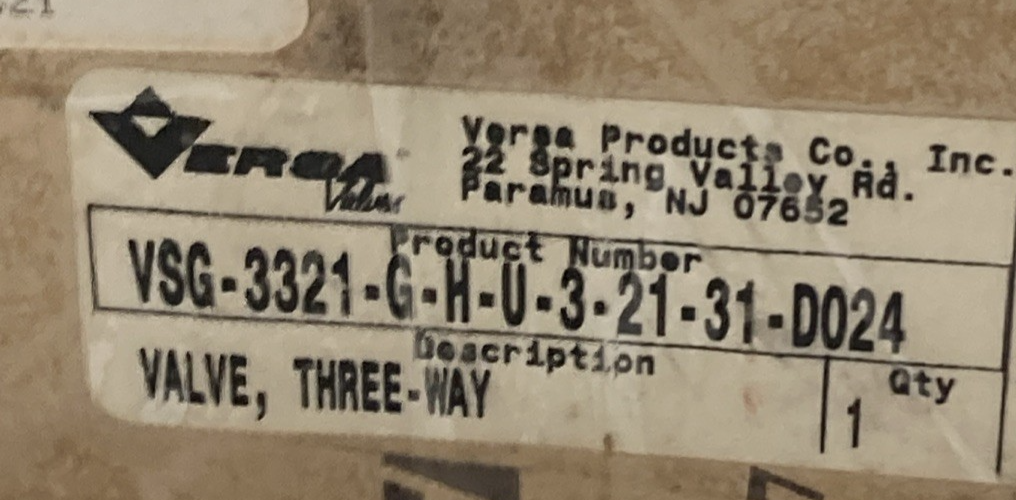 21
VERSA Valves
Versa Products Co., Inc.
22 Spring Valley Rd.
Paramus, NJ 07652
Product Number
VSG-3321-G-H-U-3-21-31-D024
Description
VALVE, THREE-WAY
Qty
1